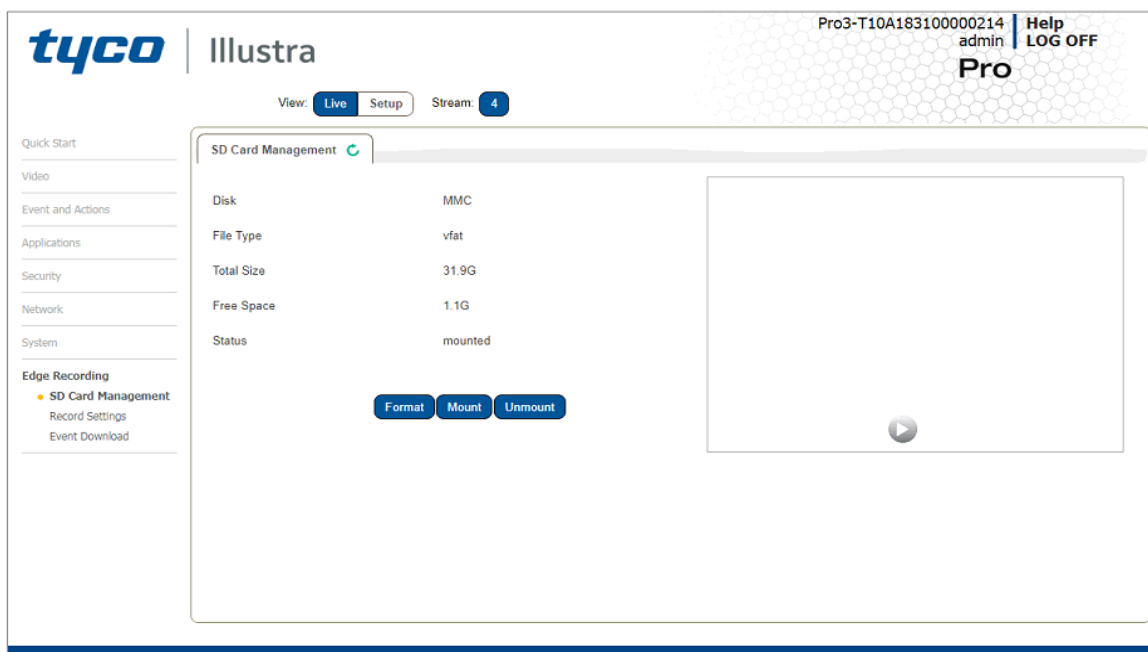 tyco Illustra
Pro3-T10A183100000214 Help
admin LOG OFF
Pro
View: Live Setup Stream: 4
Quick Start
Video
Event and Actions
Applications
Security
Network
System
Edge Recording
SD Card Management
Record Settings
Event Download
SD Card Management
Disk MMC
File Type vfat
Total Size 31.9G
Free Space 1.1G
Status mounted
Format Mount Unmount